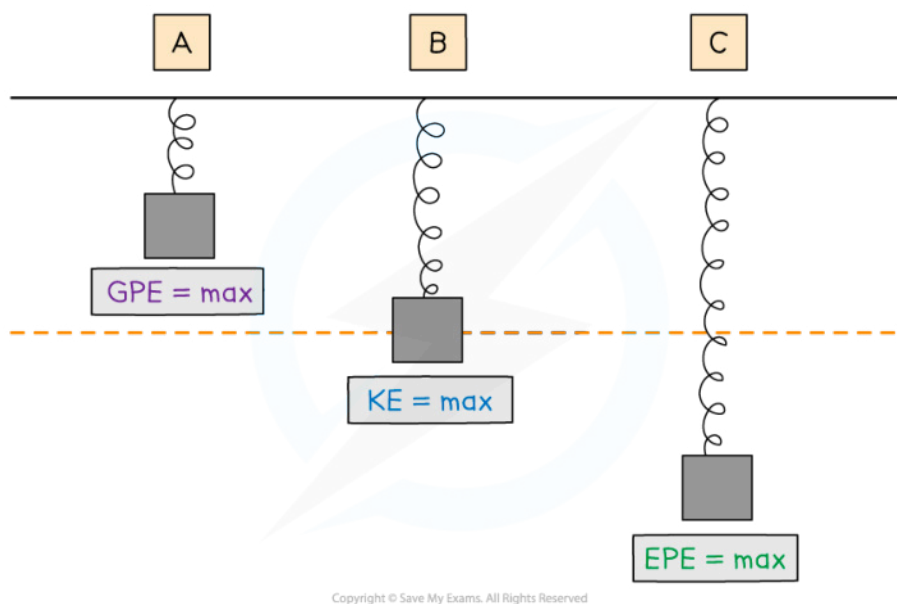 A
B
C
GPE = max
KE = max
EPE = max
Copyright © Save My Exams. All Rights Reserved